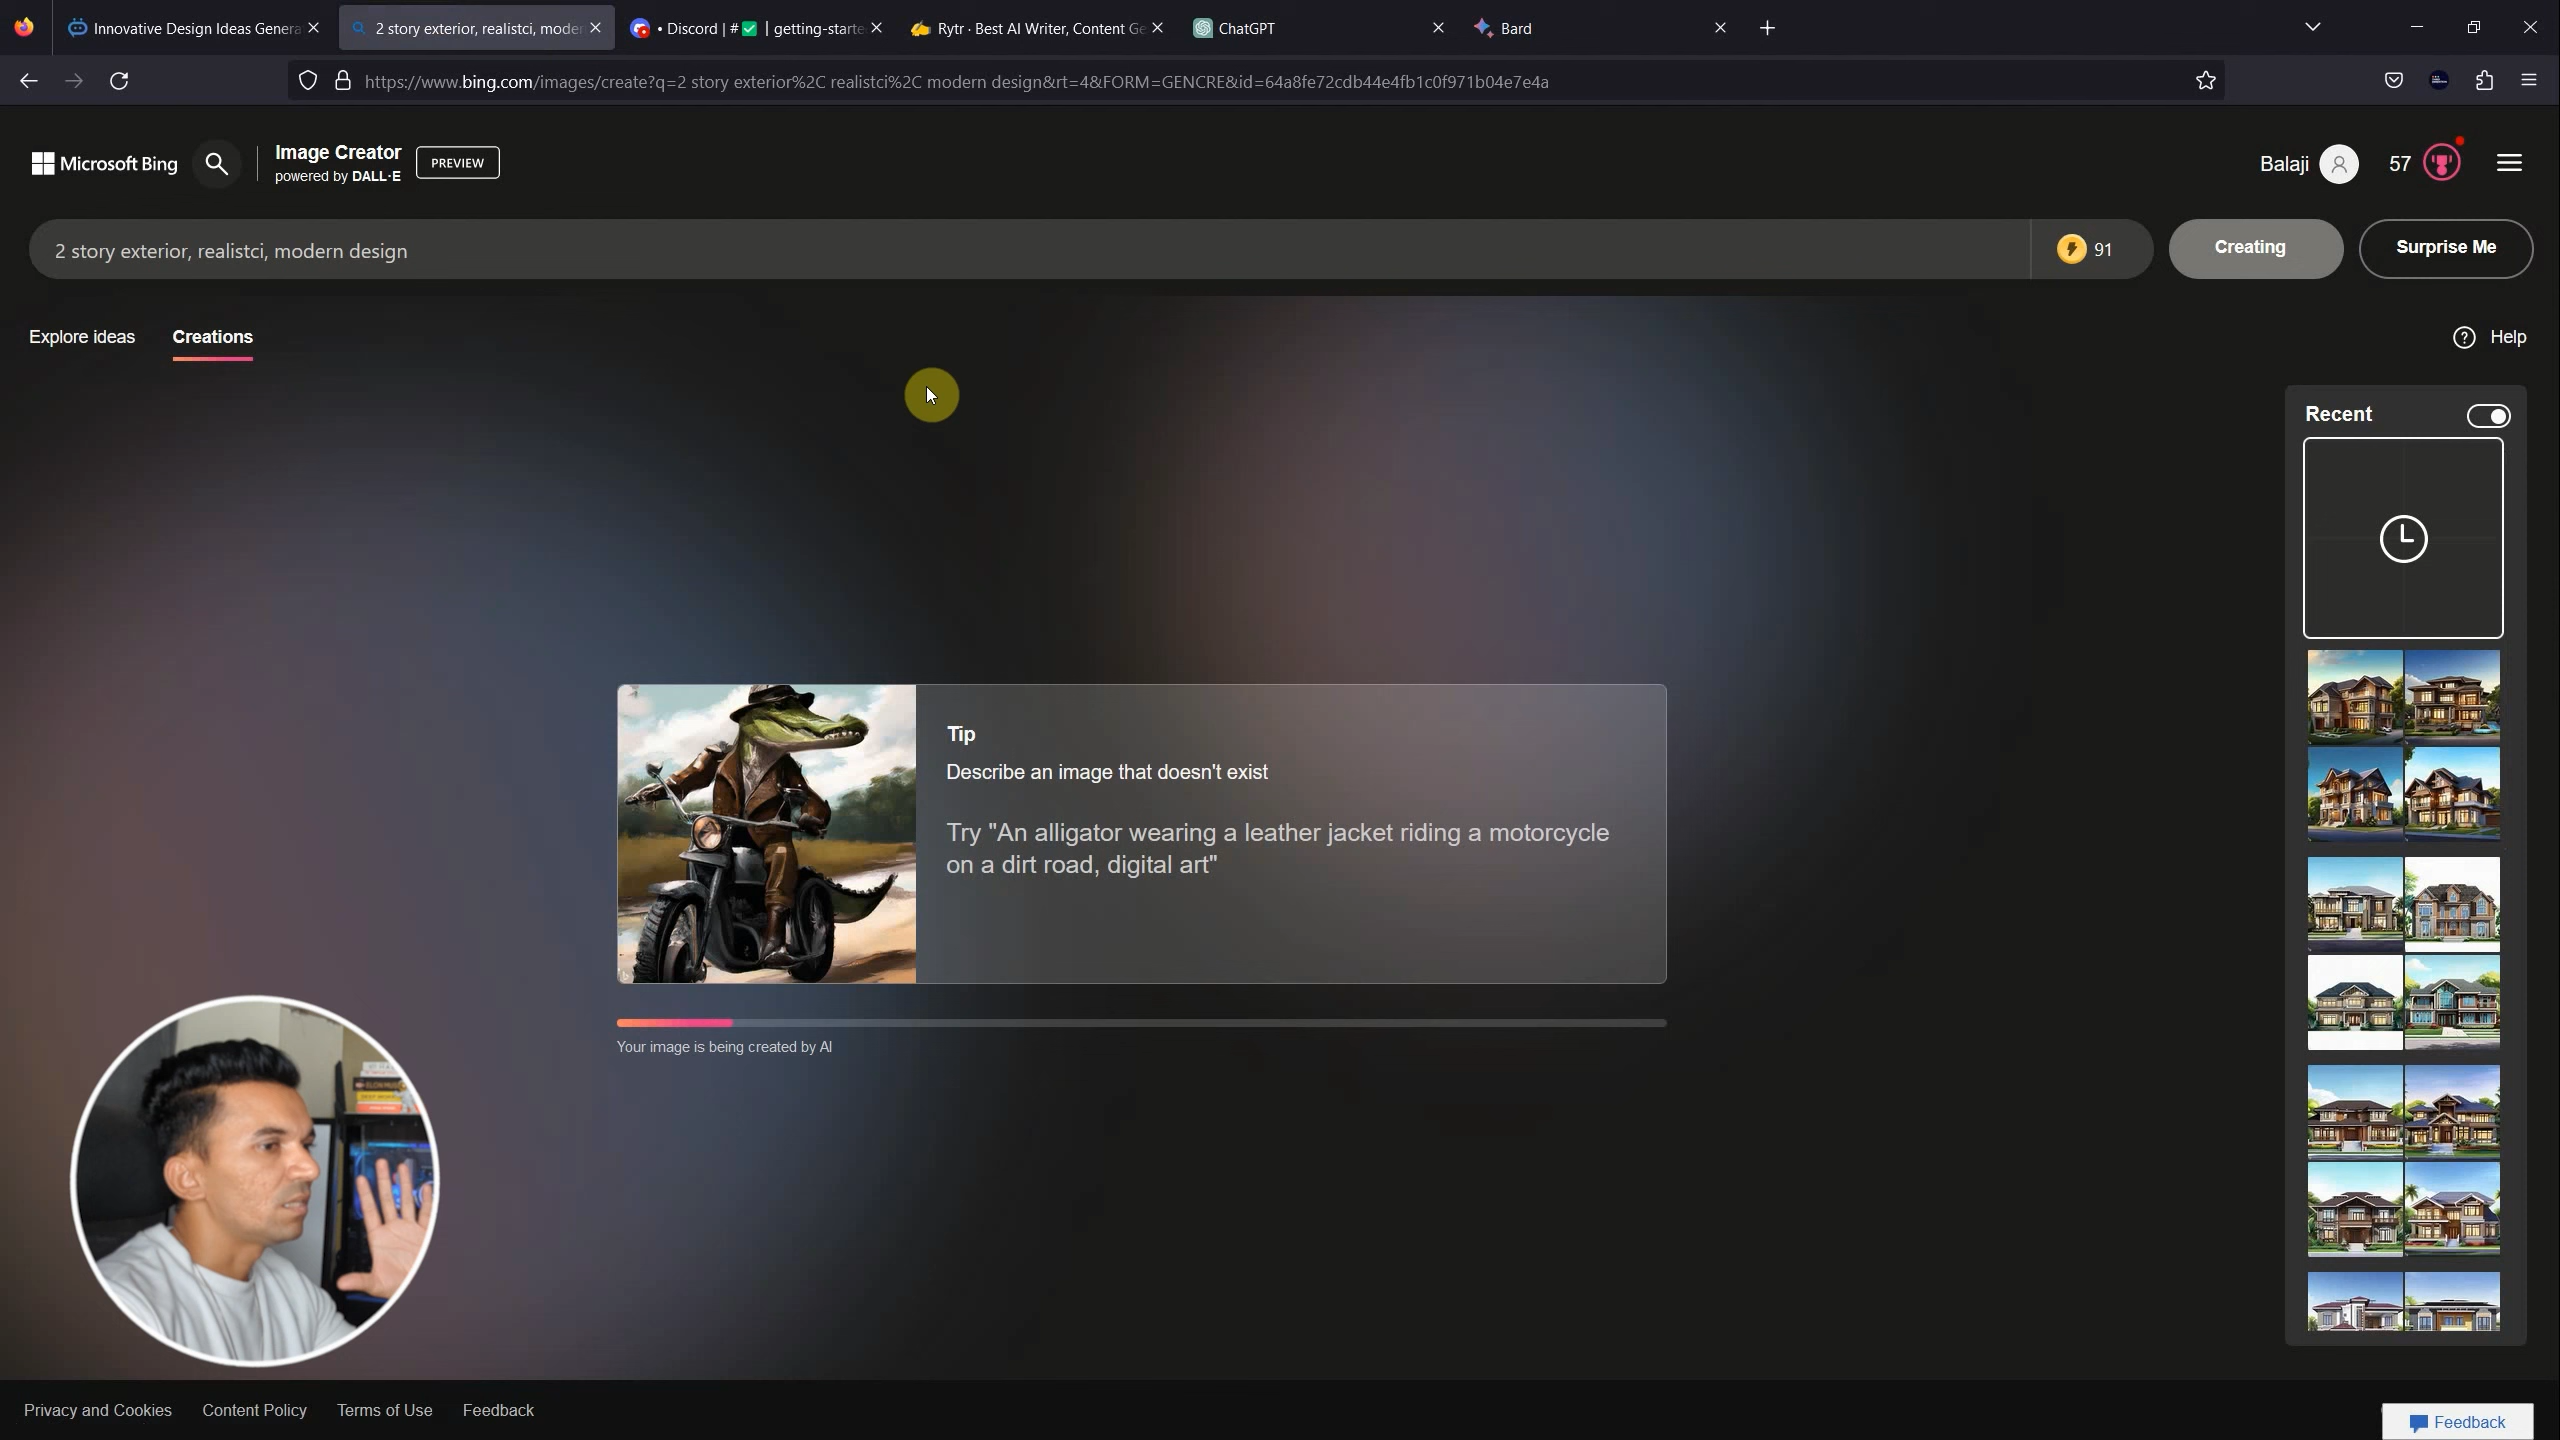 Innovative Design Ideas Genera
2 story exterior, realistci, moder
• Discord | #✅ | getting-starte
Rytr · Best AI Writer, Content Ge
ChatGPT
Bard
https://www.bing.com/images/create?q=2 story exterior%2C realistci%2C modern design&rt=4&FORM=GENCRE&id=64a8fe72cdb44e4fb1c0f971b04e7e4a
Microsoft Bing
Image Creator
powered by DALL·E
PREVIEW
Balaji
57
2 story exterior, realistci, modern design
91
Creating
Surprise Me
Explore ideas
Creations
Help
Recent
Tip
Describe an image that doesn't exist
Try "An alligator wearing a leather jacket riding a motorcycle
on a dirt road, digital art"
Your image is being created by AI
Privacy and Cookies
Content Policy
Terms of Use
Feedback
Feedback